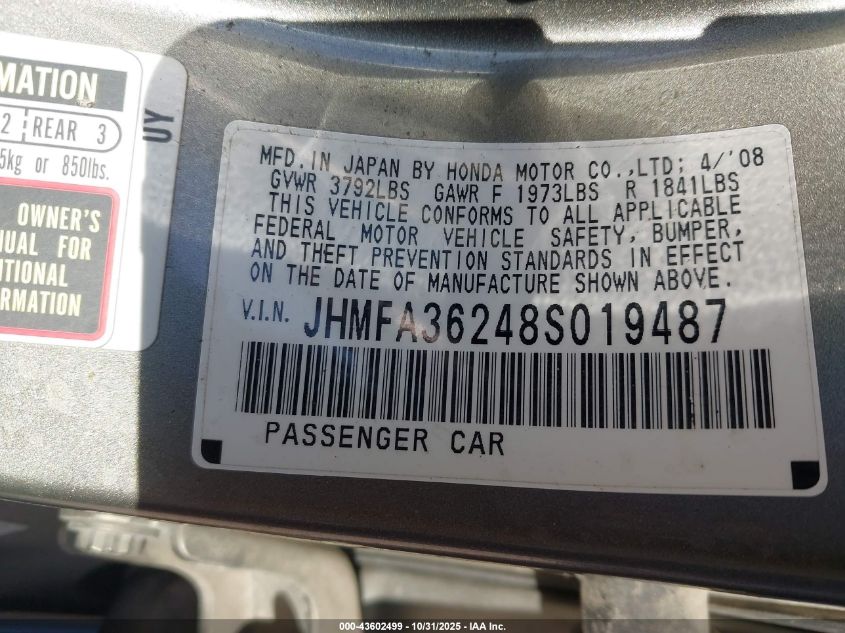 MATION
2 REAR 3
5kg or 850lbs.
OWNER'S
UAL FOR
ITIONAL
ORMATION
UY
MFD. IN JAPAN BY HONDA MOTOR CO.,LTD; 4/'08
GVWR 3792LBS GAWR F 1973LBS R 1841LBS
THIS VEHICLE CONFORMS TO ALL APPLICABLE
FEDERAL MOTOR VEHICLE SAFETY, BUMPER,
AND THEFT PREVENTION STANDARDS IN EFFECT
ON THE DATE OF MANUFACTURE SHOWN ABOVE.
V.I.N. JHMFA36248S019487
PASSENGER CAR
000-43602499 - 10/31/2025 - IAA Inc.